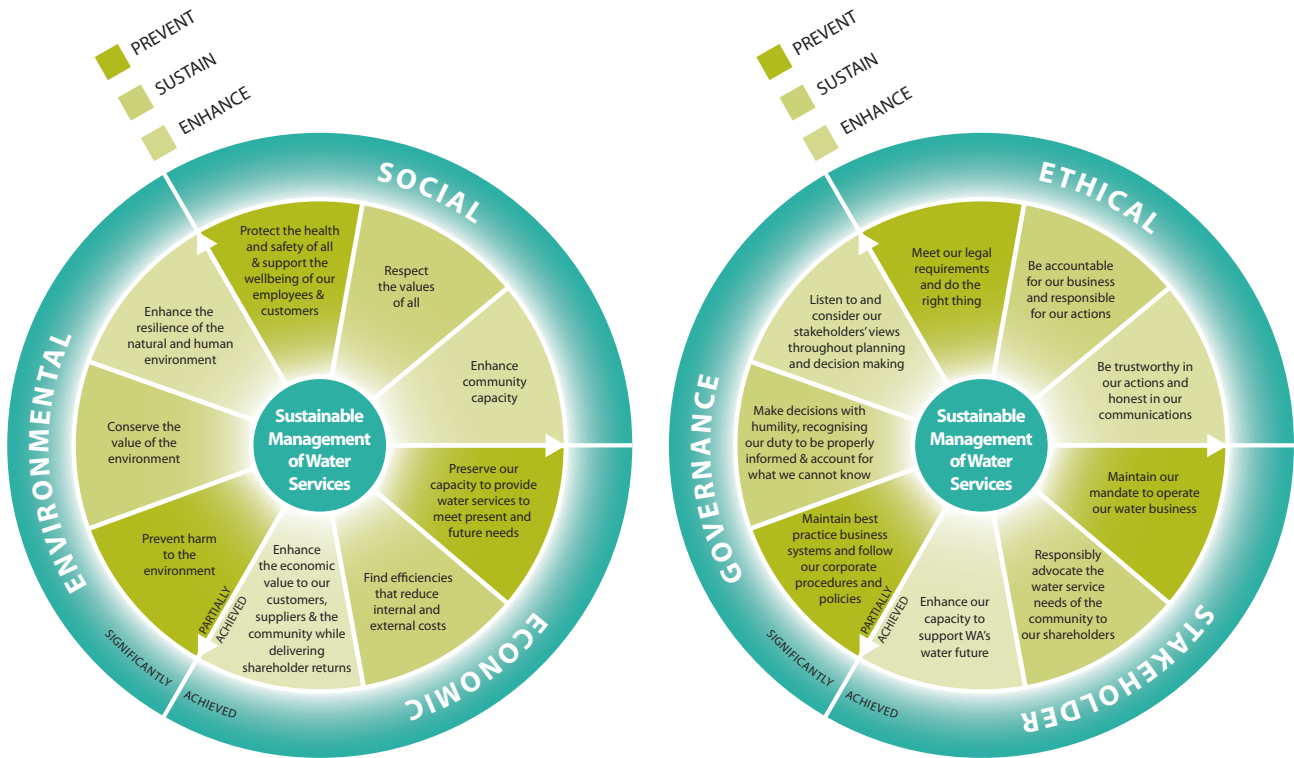 PREVENT
SUSTAIN
ENHANCE
SOCIAL
Protect the health
and safety of all
& support the
wellbeing of our
employees &
customers
Respect
the values
of all
Enhance
community
capacity
ECONOMIC
Preserve our
capacity to provide
water services to
meet present and
future needs
Find efficiencies
that reduce
internal and
external costs
Enhance
the economic
value to our
customers,
suppliers & the
community while
delivering
shareholder returns
ENVIRONMENTAL
Prevent harm
to the
environment
Conserve the
value of the
environment
Enhance the
resilience of the
natural and human
environment
Sustainable
Management
of Water
Services
PARTIALLY
ACHIEVED
SIGNIFICANTLY
ACHIEVED
PREVENT
SUSTAIN
ENHANCE
ETHICAL
Meet our legal
requirements
and do the
right thing
Be accountable
for our business
and responsible
for our actions
Be trustworthy in
our actions and
honest in our
communications
STAKEHOLDER
Maintain our
mandate to operate
our water business
Responsibly
advocate the
water service
needs of the
community to
our shareholders
Enhance our
capacity to
support WA's
water future
GOVERNANCE
Maintain best
practice business
systems and follow
our corporate
procedures and
policies
Make decisions with
humility, recognising
our duty to be properly
informed & account for
what we cannot know
Listen to and
consider our
stakeholders' views
throughout planning
and decision making
Sustainable
Management
of Water
Services
PARTIALLY
ACHIEVED
SIGNIFICANTLY
ACHIEVED